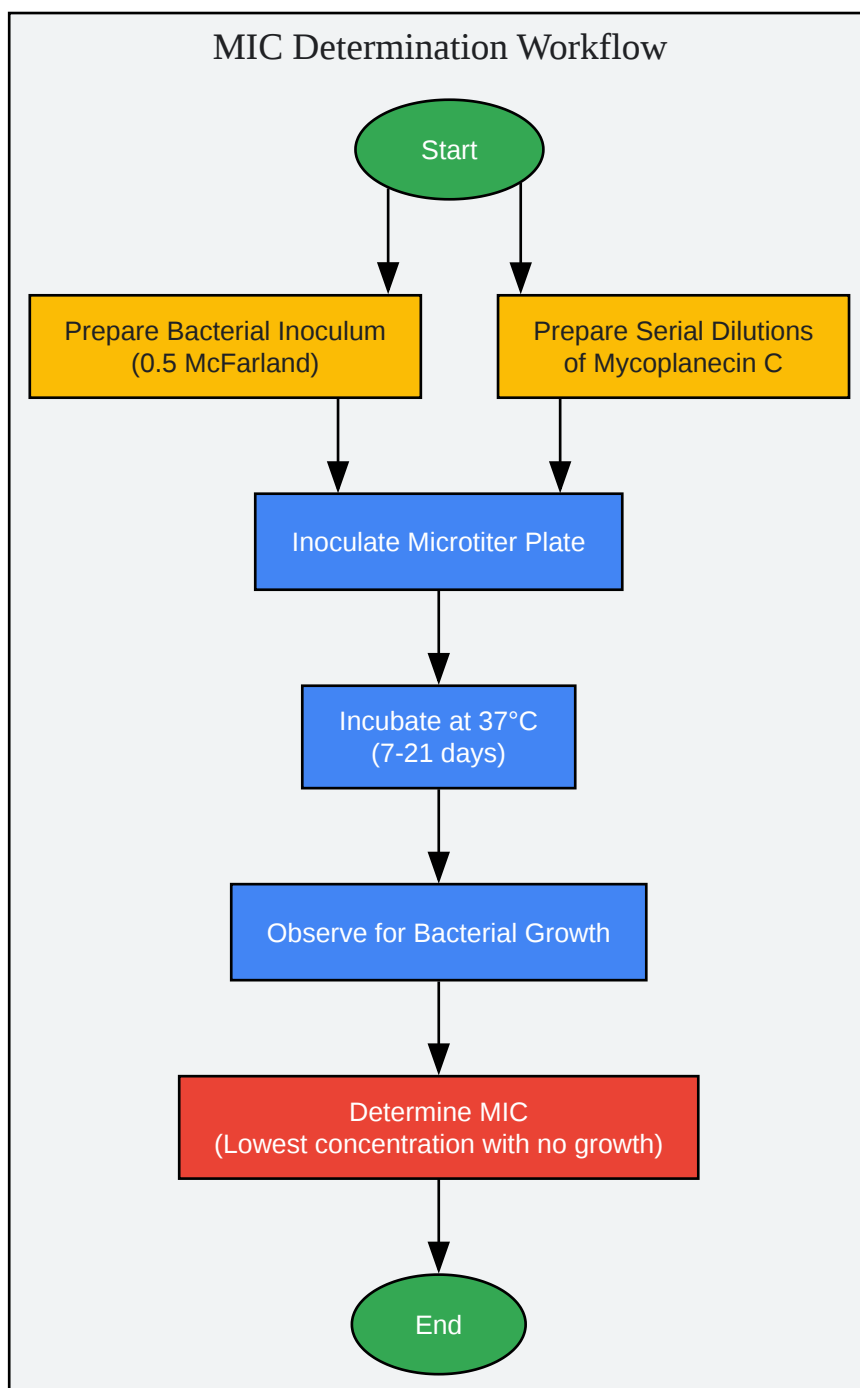 MIC Determination Workflow
Start
Prepare Bacterial Inoculum
(0.5 McFarland)
Prepare Serial Dilutions
of Mycoplanecin C
Inoculate Microtiter Plate
Incubate at 37°C
(7-21 days)
Observe for Bacterial Growth
Determine MIC
(Lowest concentration with no growth)
End